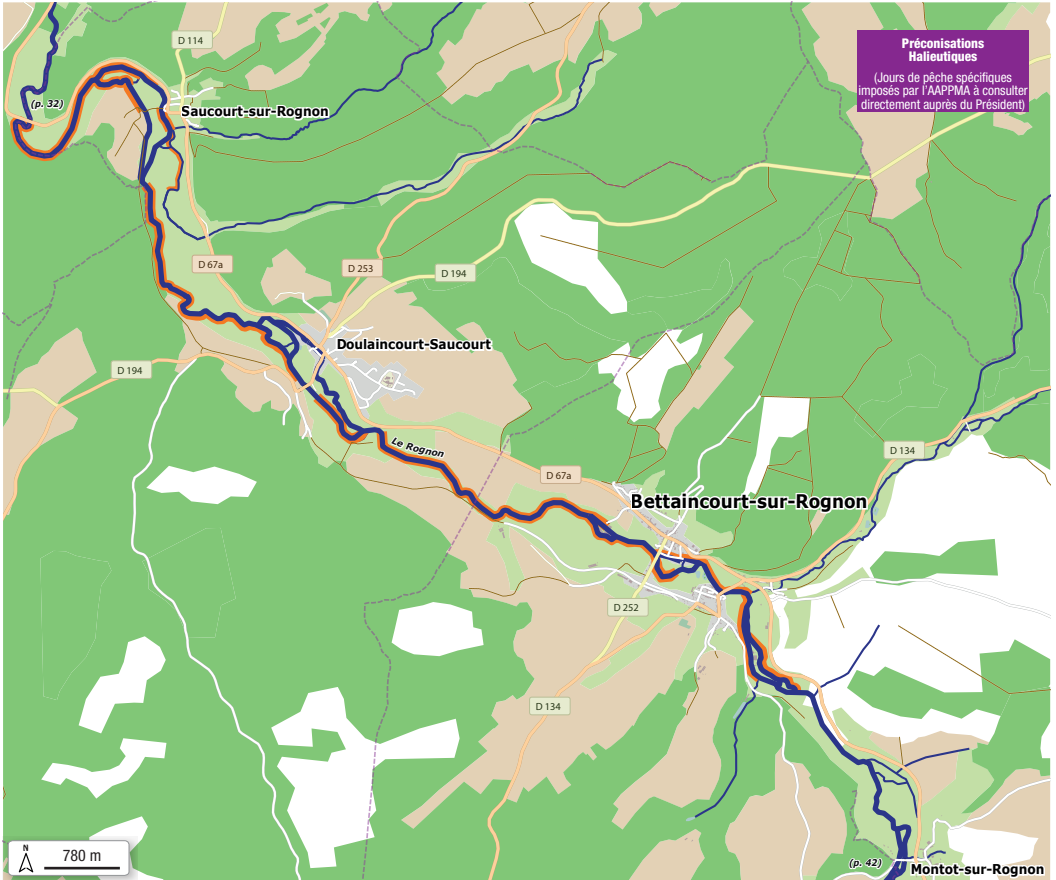 D 114
Préconisations
Halieutiques
(Jours de pêche spécifiques
imposés par l'AAPPMA à consulter
directement auprès du Président)
(p. 32)
Saucourt-sur-Rognon
D 67a
D 253
D 194
Doulaincourt-Saucourt
D 194
Le Rognon
D 134
D 67a
Bettaincourt-sur-Rognon
D 252
D 134
N
780 m
(p. 42)
Montot-sur-Rognon